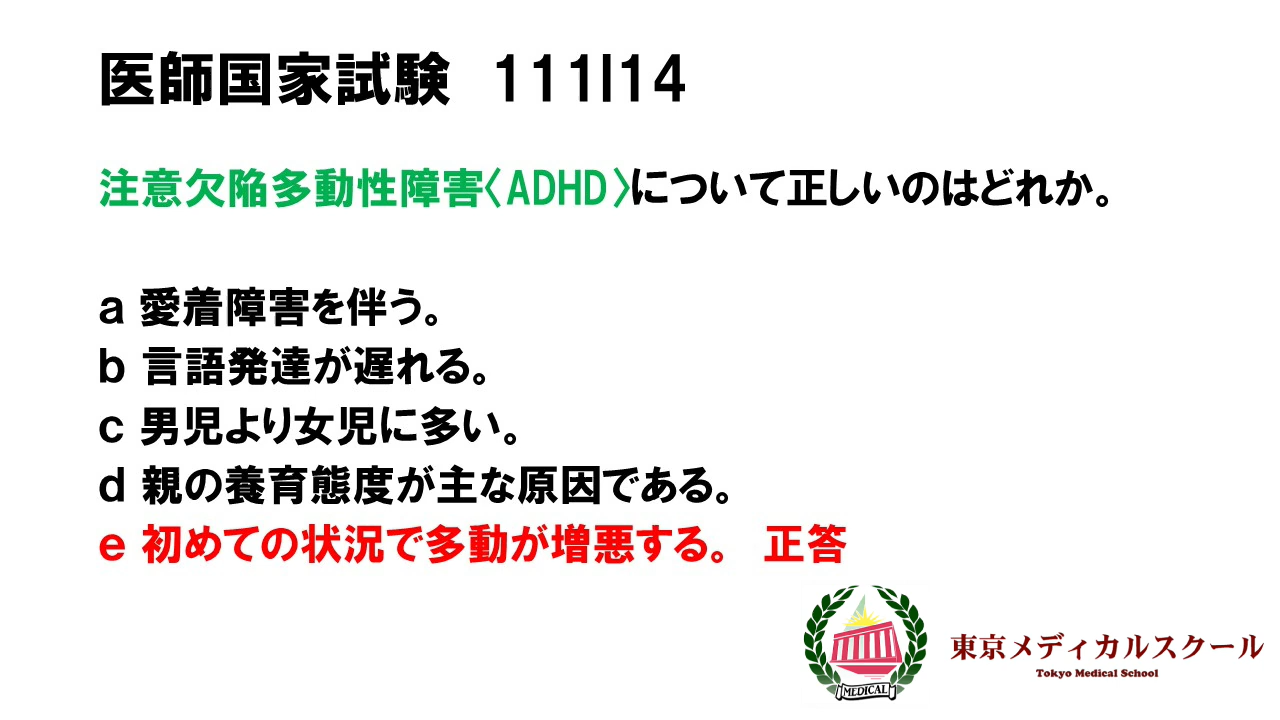 医師国家試験　111I14
注意欠陥多動性障害〈ADHD〉について正しいのはどれか。
a 愛着障害を伴う。
b 言語発達が遅れる。
c 男児より女児に多い。
d 親の養育態度が主な原因である。
e 初めての状況で多動が増悪する。　正答
東京メディカルスクール
Tokyo Medical School
MEDICAL